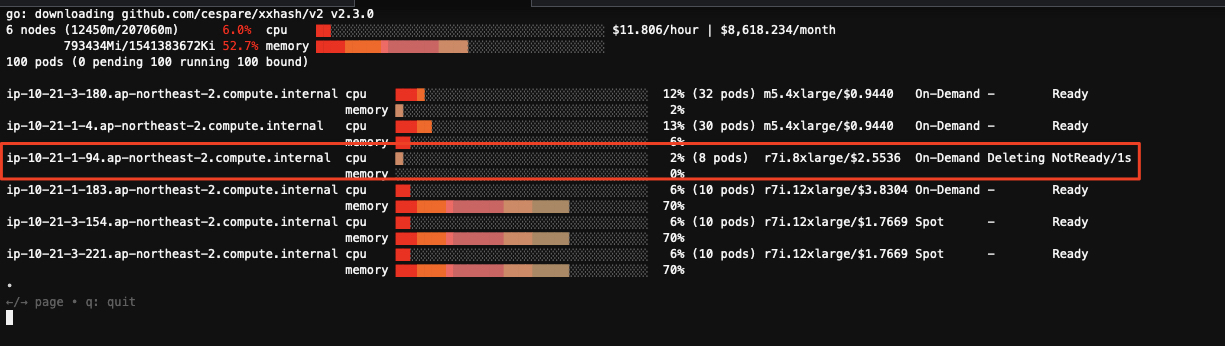 go: downloading github.com/cespare/xxhash/v2 v2.3.0
6 nodes (12450m/207060m) 6.0% cpu $11.806/hour | $8,618.234/month
793434Mi/1541383672Ki 52.7% memory
100 pods (0 pending 100 running 100 bound)
ip-10-21-3-180.ap-northeast-2.compute.internal cpu 12% (32 pods) m5.4xlarge/$0.9440 On-Demand - Ready
memory 2%
ip-10-21-1-4.ap-northeast-2.compute.internal cpu 13% (30 pods) m5.4xlarge/$0.9440 On-Demand - Ready
memory 6%
ip-10-21-1-94.ap-northeast-2.compute.internal cpu 2% (8 pods) r7i.8xlarge/$2.5536 On-Demand Deleting NotReady/1s
memory 0%
ip-10-21-1-183.ap-northeast-2.compute.internal cpu 6% (10 pods) r7i.12xlarge/$3.8304 On-Demand - Ready
memory 70%
ip-10-21-3-154.ap-northeast-2.compute.internal cpu 6% (10 pods) r7i.12xlarge/$1.7669 Spot - Ready
memory 70%
ip-10-21-3-221.ap-northeast-2.compute.internal cpu 6% (10 pods) r7i.12xlarge/$1.7669 Spot - Ready
memory 70%
•
←/→ page • q: quit